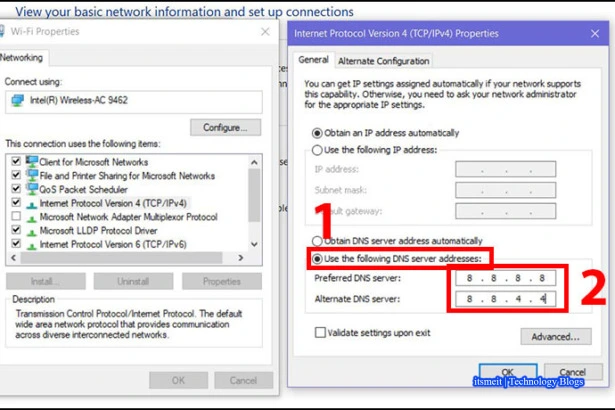 View your basic network information and set up connections
Wi-Fi Properties
Networking
Connect using:
Intel(R) Wireless-AC 9462
Configure...
This connection uses the following items:
Client for Microsoft Networks
File and Printer Sharing for Microsoft Networks
QoS Packet Scheduler
Internet Protocol Version 4 (TCP/IPv4)
Microsoft Network Adapter Multiplexor Protocol
Microsoft LLDP Protocol Driver
Internet Protocol Version 6 (TCP/IPv6)
Install...
Uninstall
Properties
Description
Transmission Control Protocol/Internet Protocol. The default
wide area network protocol that provides communication
across diverse interconnected networks.
OK
Cancel
Internet Protocol Version 4 (TCP/IPv4) Properties
General
Alternate Configuration
You can get IP settings assigned automatically if your network supports
this capability. Otherwise, you need to ask your network administrator
for the appropriate IP settings.
Obtain an IP address automatically
Use the following IP address:
IP address:
Subnet mask:
gateway:
1
Obtain DNS server address automatically
Use the following DNS server addresses:
Preferred DNS server:
8 . 8 . 8 . 8
Alternate DNS server:
8 . 8 . 4 . 4
2
Validate settings upon exit
Advanced...
OK
Cancel
itsmeit | Technology Blogs